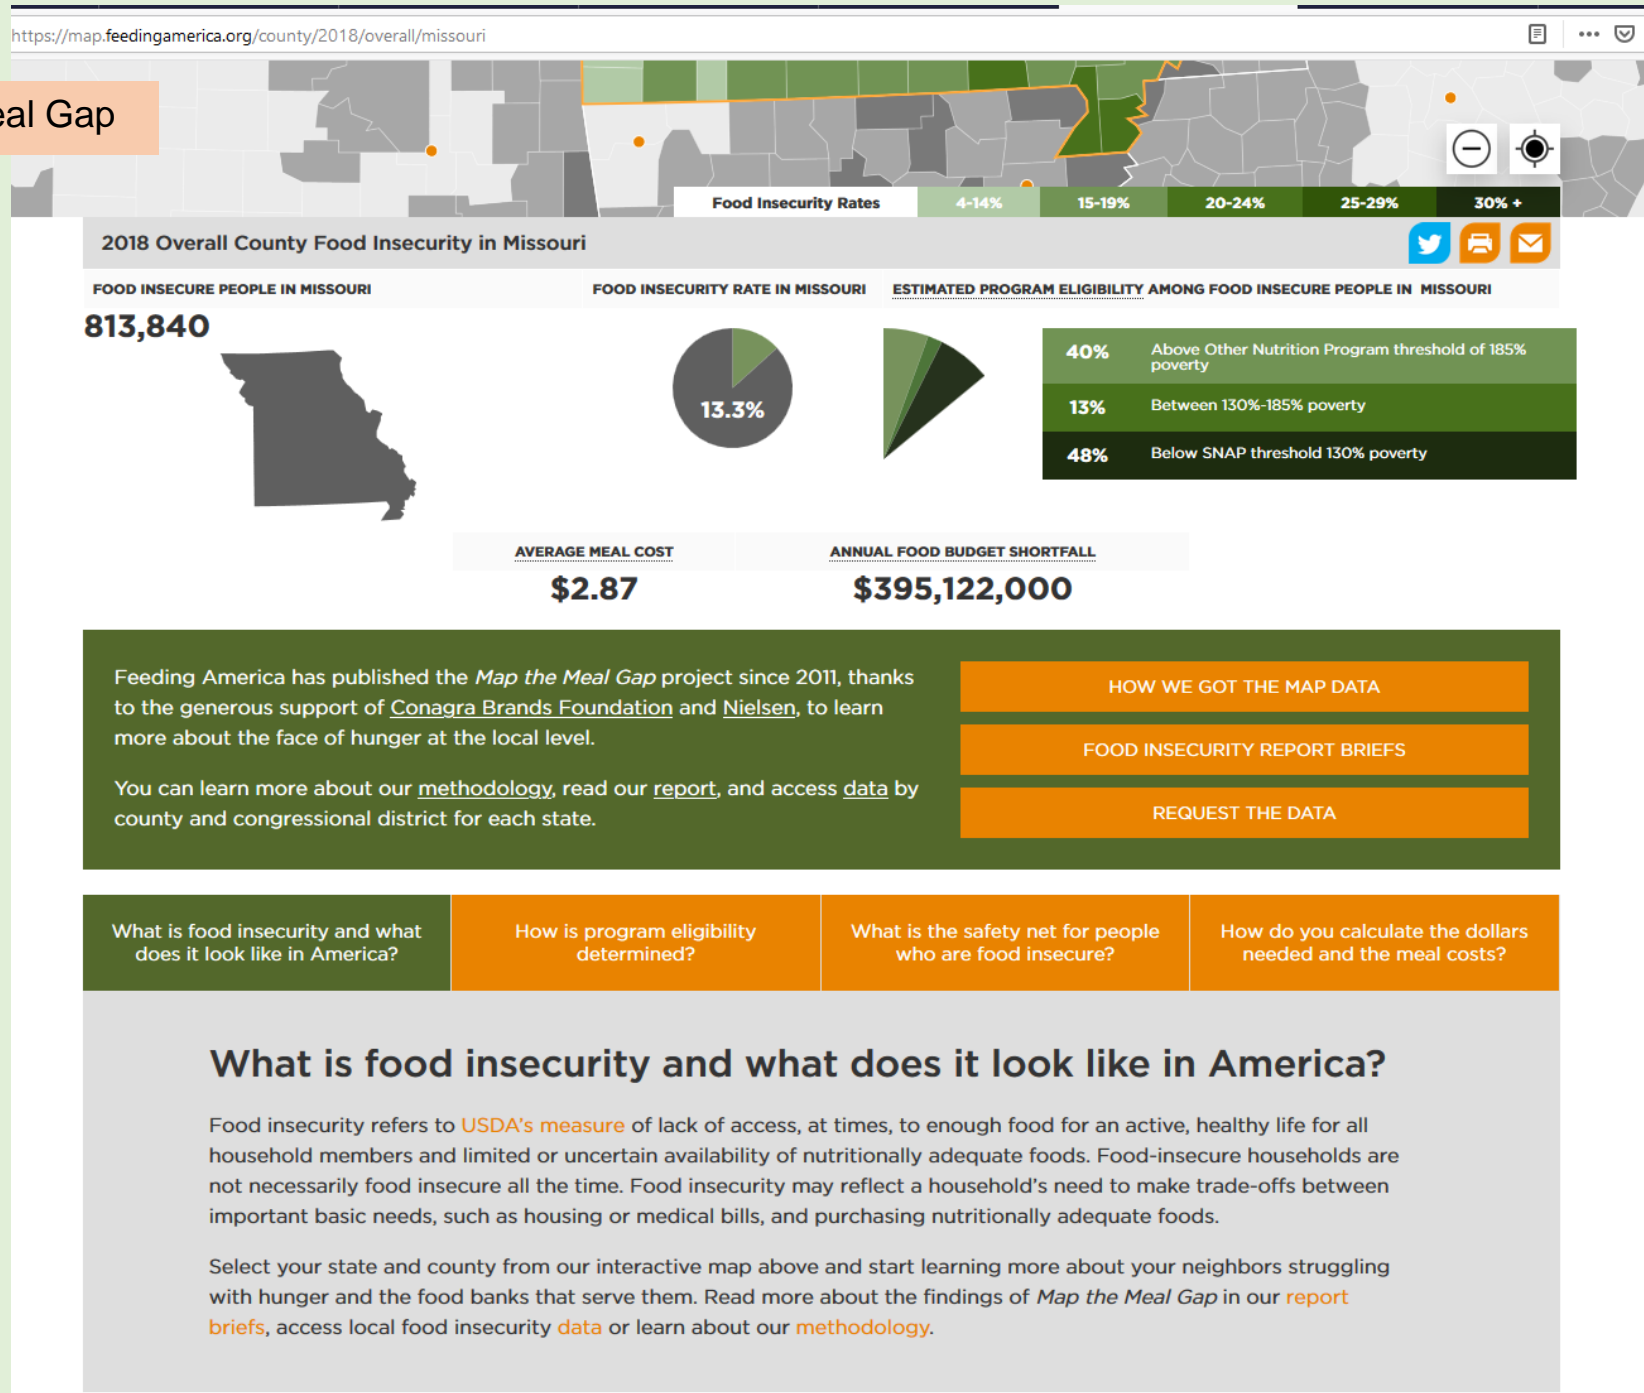 https://map.feedingamerica.org/county/2018/overall/missouri
eal Gap
Food Insecurity Rates 4-14% 15-19% 20-24% 25-29% 30% +
2018 Overall County Food Insecurity in Missouri
FOOD INSECURE PEOPLE IN MISSOURI
813,840
FOOD INSECURITY RATE IN MISSOURI
13.3%
ESTIMATED PROGRAM ELIGIBILITY AMONG FOOD INSECURE PEOPLE IN MISSOURI
40% Above Other Nutrition Program threshold of 185%
poverty
13% Between 130%-185% poverty
48% Below SNAP threshold 130% poverty
AVERAGE MEAL COST
$2.87
ANNUAL FOOD BUDGET SHORTFALL
$395,122,000
Feeding America has published the Map the Meal Gap project since 2011, thanks
to the generous support of Conagra Brands Foundation and Nielsen, to learn
more about the face of hunger at the local level.
You can learn more about our methodology, read our report, and access data by
county and congressional district for each state.
HOW WE GOT THE MAP DATA
FOOD INSECURITY REPORT BRIEFS
REQUEST THE DATA
What is food insecurity and what
does it look like in America?
How is program eligibility
determined?
What is the safety net for people
who are food insecure?
How do you calculate the dollars
needed and the meal costs?
What is food insecurity and what does it look like in America?
Food insecurity refers to USDA's measure of lack of access, at times, to enough food for an active, healthy life for all
household members and limited or uncertain availability of nutritionally adequate foods. Food-insecure households are
not necessarily food insecure all the time. Food insecurity may reflect a household's need to make trade-offs between
important basic needs, such as housing or medical bills, and purchasing nutritionally adequate foods.
Select your state and county from our interactive map above and start learning more about your neighbors struggling
with hunger and the food banks that serve them. Read more about the findings of Map the Meal Gap in our report
briefs, access local food insecurity data or learn about our methodology.